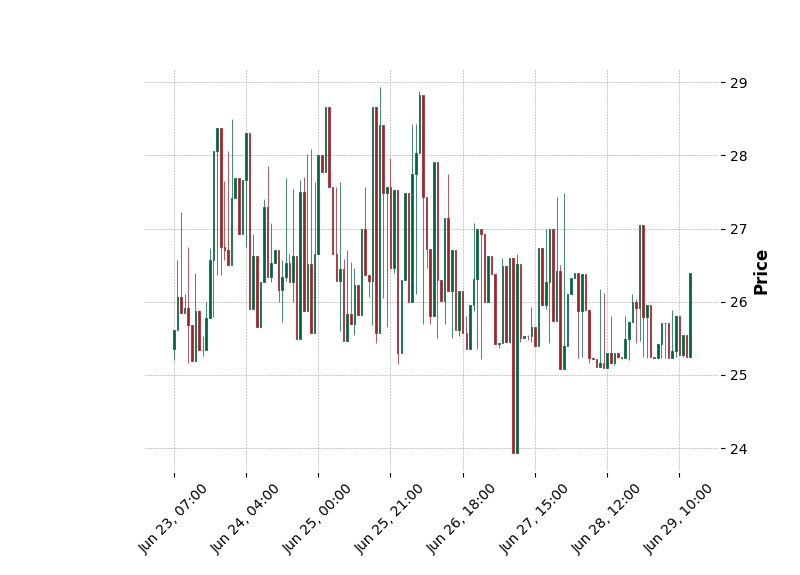 29
28
27
26
25
24
Price
Jun 23, 07:00
Jun 24, 04:00
Jun 25, 00:00
Jun 25, 21:00
Jun 26, 18:00
Jun 27, 15:00
Jun 28, 12:00
Jun 29, 10:00